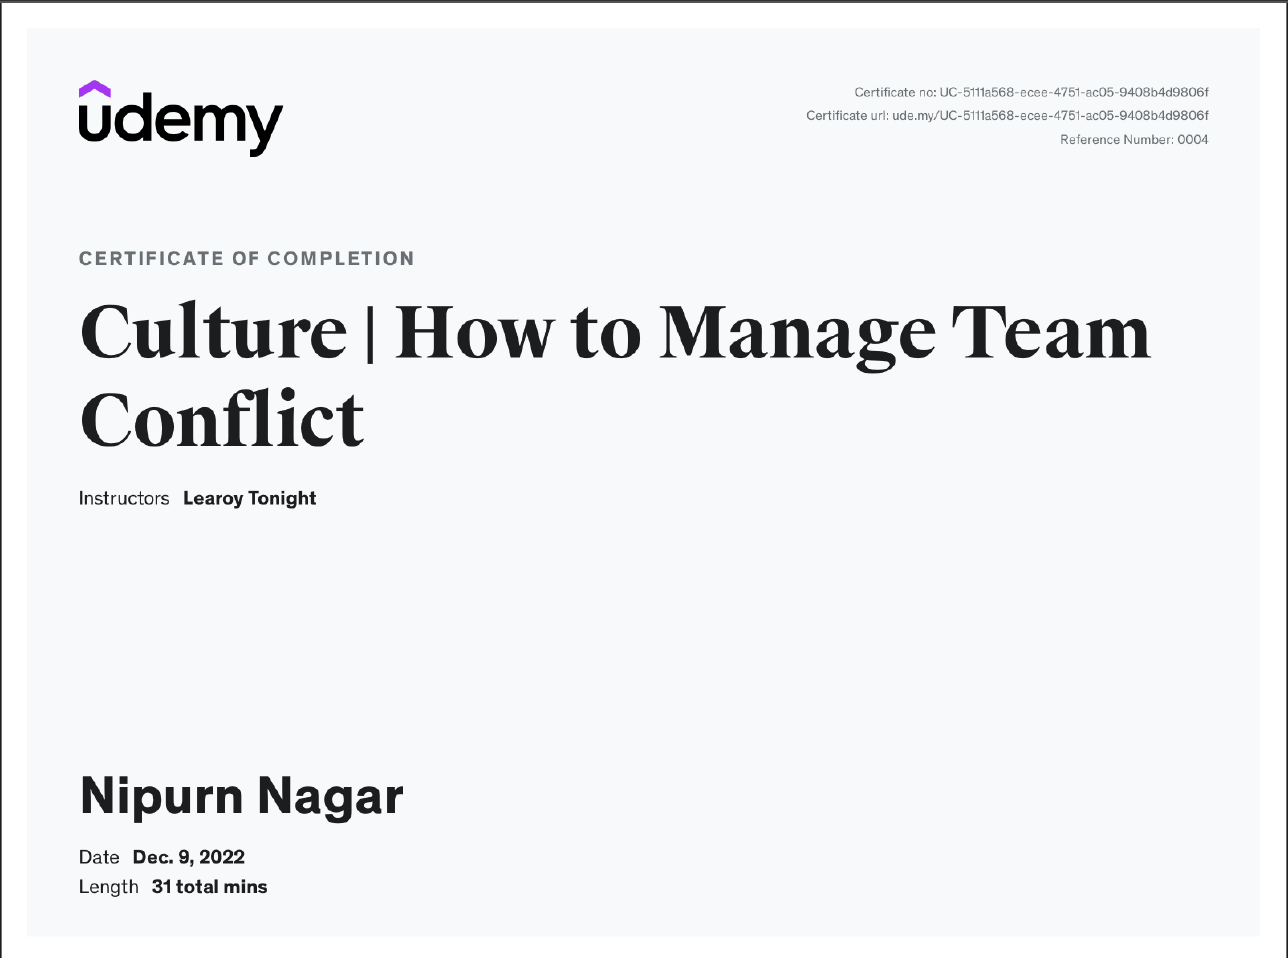 udemy
Certificate no: UC-5111a568-ecee-4751-ac05-9408b4d9806f
Certificate url: ude.my/UC-5111a568-ecee-4751-ac05-9408b4d9806f
Reference Number: 0004
CERTIFICATE OF COMPLETION
Culture | How to Manage Team
Conflict
Instructors Learoy Tonight
Nipurn Nagar
Date Dec. 9, 2022
Length 31 total mins